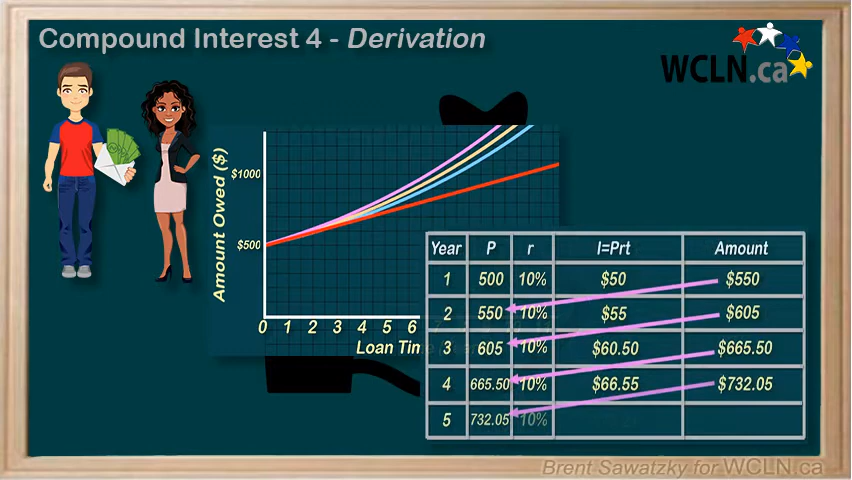 Compound Interest 4 - Derivation
WCLN.ca
Amount Owed ($)
$1000
$500
0 1 2 3 4 5 6
Loan Tim
Year P r I=Prt Amount
1 500 10% $50 $550
2 550 10% $55 $605
3 605 10% $60.50 $665.50
4 665.50 10% $66.55 $732.05
5 732.05 10%
Brent Sawatzky for WCLN.ca